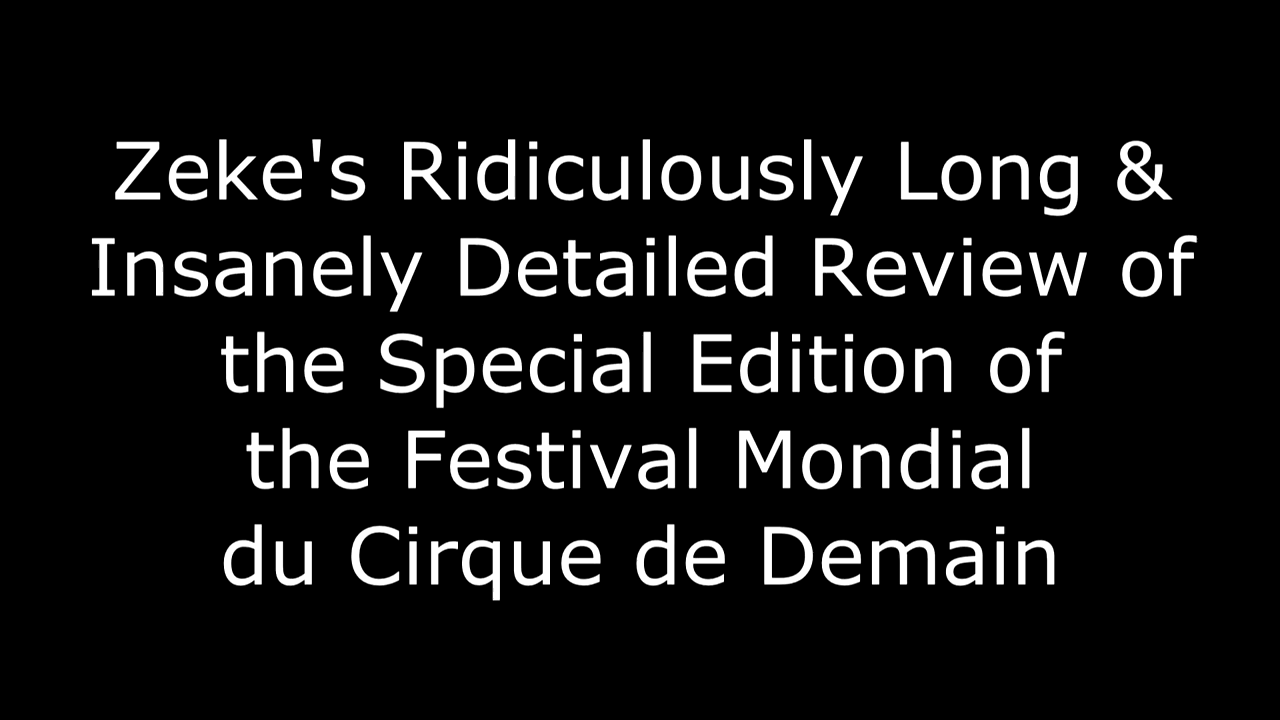 Zeke's Ridiculously Long &
Insanely Detailed Review of
the Special Edition of
the Festival Mondial
du Cirque de Demain